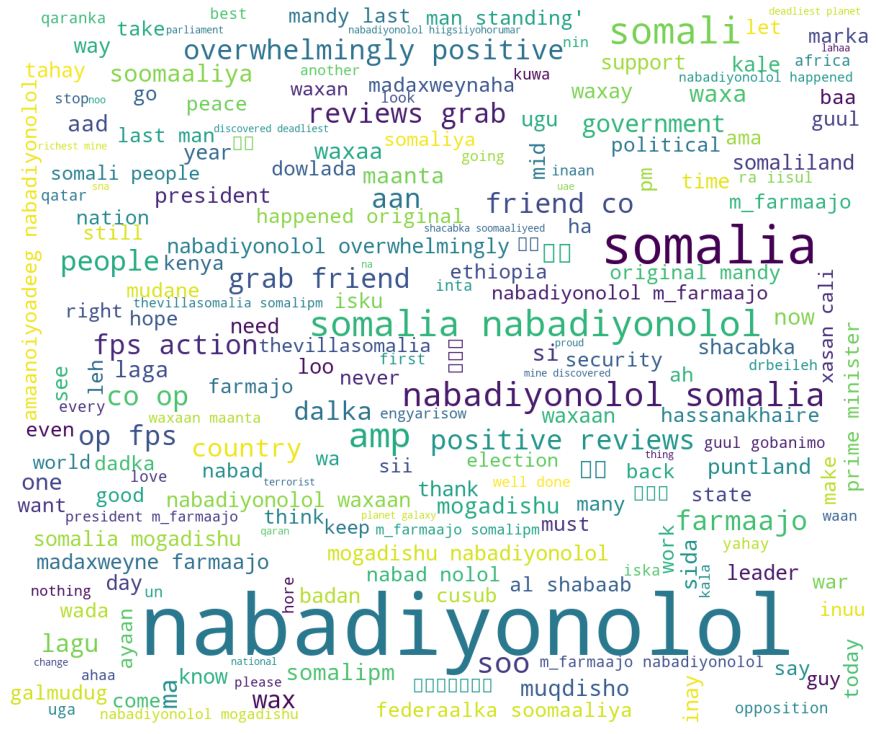 qaranka best mandy last man standing' somali deadliest planet
take parliament nabadiyonolol hiigsiiyohorumar nin let marka
way overwhelmingly positive support kale africa lahaa
tahay soomaaliya another waxan madaxweynaha kuwa waxay nabadiyonolol happened
stop noo go peace look reviews grab ugu waxa baa
aad discovered deadliest government guul
richest mine last man year somaliya waxaa going mid political ama somaliland
somali people dowlada maanta inaan pm time ra iisul
qatar sna president aan uae friend co m_farmaajo
nation happened original shacabka soomaaliyeed ha
still nabadiyonolol overwhelmingly somalia
people kenya na ethiopia original mandy
mudane grab friend inta nabadiyonolol m_farmaajo xasan cali
amaanoiyoadeeg nabadiyonolol
right hope thevillasomalia somalipm isku now
need somalia nabadiyonolol
fps action thevillasomalia loo first proud si security shacabka drbeileh prime minister
see leh laga farmajo never mine discovered ah
co op nabadiyonolol somalia
every waxaan maanta dalka engyarisow waxaan hassanakhaire
even op fps amp positive reviews guul gobanimo
country wa election thing back
world dadka nabad sii puntland
one love terrorist well done make
want good nabadiyonolol waxaan thank mogadishu many state
president m_farmaajo think planet galaxy waan
somalia mogadishu qaran keep m_farmaajo somalipm must farmaajo
madaxweyne farmaajo mogadishu nabadiyonolol work yahay
nothing day nabad nolol al shabaab iska sida leader war
wada un hore badan cusub kala inuu
lagu ayaan nabadiyonolol
change ahaa national somalipm soo m_farmaajo nabadiyonolol say guy today
galmudug come ma know please muqdisho inay
uga wax opposition
nabadiyonolol mogadishu federaalka soomaaliya